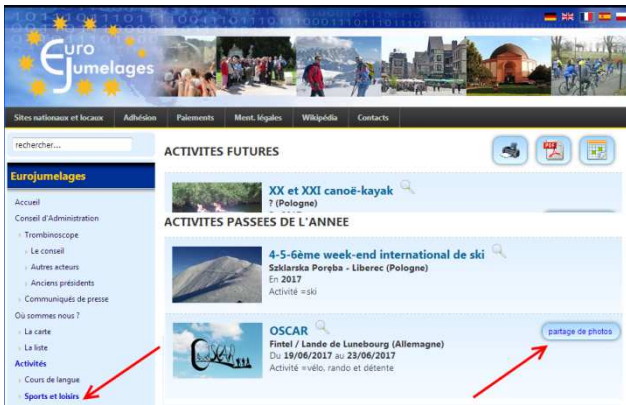 Euro
Jumelages
Sites nationaux et locaux
Adhésion
Paiements
Ment. légales
Wikipédia
Contacts
rechercher...
Eurojumelages
Accueil
Conseil d'Administration
Trombinoscope
Le conseil
Autres acteurs
Anciens présidents
Communiqués de presse
Où sommes nous ?
La carte
La liste
Activités
Cours de langue
Sports et loisirs
ACTIVITES FUTURES
PDF
XX et XXI canoë-kayak
? (Pologne)
ACTIVITES PASSEES DE L'ANNEE
4-5-6ème week-end international de ski
Szklarska Poręba - Liberec (Pologne)
En 2017
Activité =ski
OSCAR
OSCAR
Fintel / Lande de Lunebourg (Allemagne)
Du 19/06/2017 au 23/06/2017
Activité =vélo, rando et détente
partage de photos